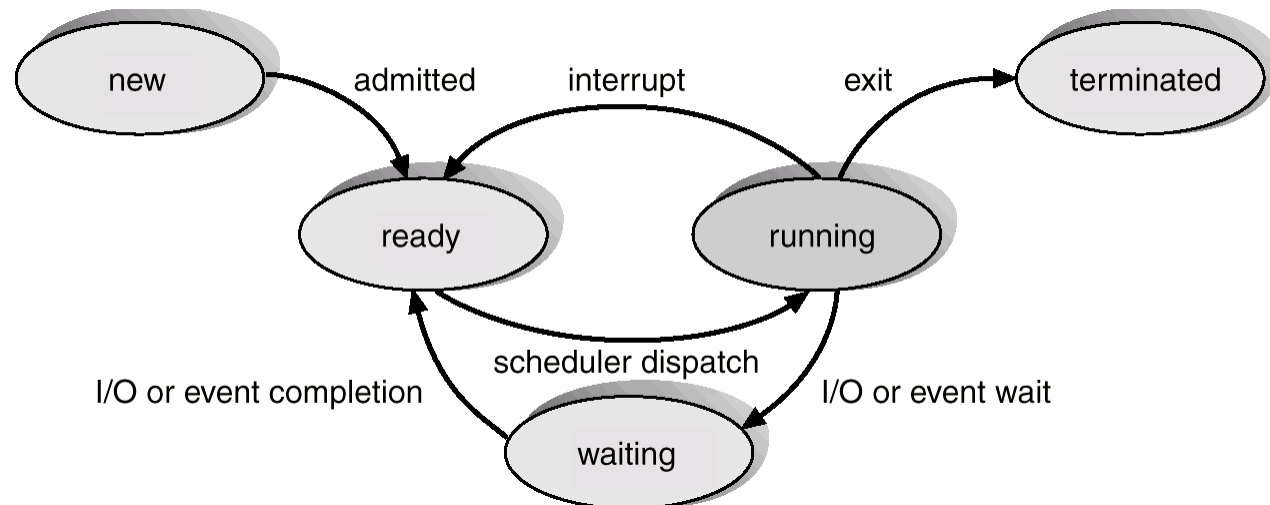 new
admitted
interrupt
exit
terminated
ready
running
scheduler dispatch
I/O or event completion
I/O or event wait
waiting